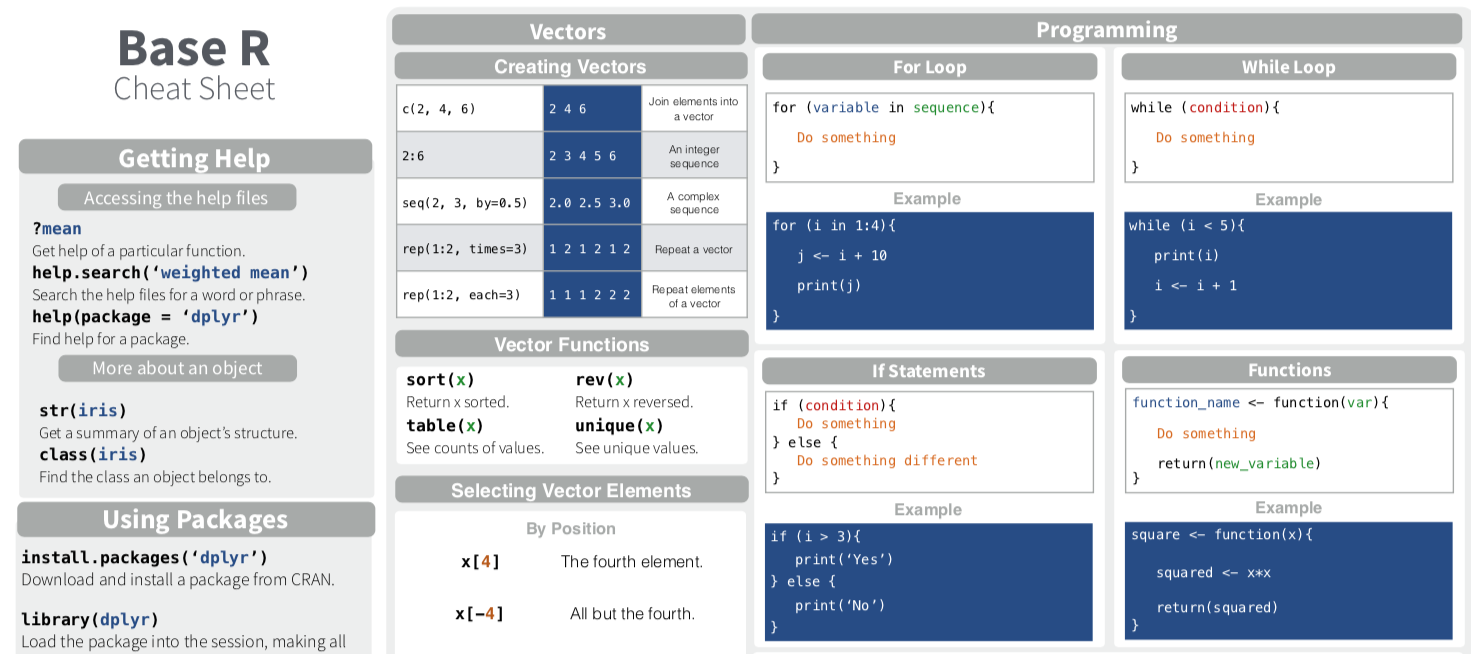 Base R
Cheat Sheet
Getting Help
Accessing the help files
?mean
Get help of a particular function.
help.search(‘weighted mean’)
Search the help files for a word or phrase.
help(package = ‘dplyr’)
Find help for a package.
More about an object
str(iris)
Get a summary of an object’s structure.
class(iris)
Find the class an object belongs to.
Using Packages
install.packages(‘dplyr’)
Download and install a package from CRAN.
library(dplyr)
Load the package into the session, making all
Vectors
Creating Vectors
c(2, 4, 6) 2 4 6 Join elements into
a vector
2:6 2 3 4 5 6 An integer
sequence
seq(2, 3, by=0.5) 2.0 2.5 3.0 A complex
sequence
rep(1:2, times=3) 1 2 1 2 1 2 Repeat a vector
rep(1:2, each=3) 1 1 1 2 2 2 Repeat elements
of a vector
Vector Functions
sort(x) rev(x)
Return x sorted. Return x reversed.
table(x) unique(x)
See counts of values. See unique values.
Selecting Vector Elements
By Position
x[4] The fourth element.
x[-4] All but the fourth.
Programming
For Loop
for (variable in sequence){
Do something
}
Example
for (i in 1:4){
j <- i + 10
print(j)
}
While Loop
while (condition){
Do something
}
Example
while (i < 5){
print(i)
i <- i + 1
}
If Statements
if (condition){
Do something
} else {
Do something different
}
Example
if (i > 3){
print(‘Yes’)
} else {
print(‘No’)
}
Functions
function_name <- function(var){
Do something
return(new_variable)
}
Example
square <- function(x){
squared <- x*x
return(squared)
}